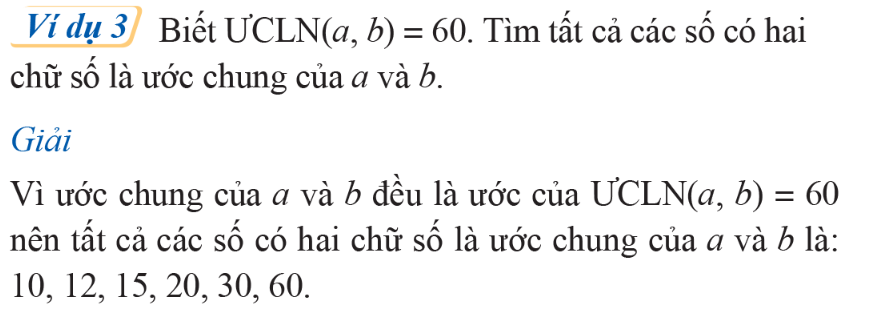 Ví dụ 3 Biết ƯCLN(a, b) = 60. Tìm tất cả các số có hai
chữ số là ước chung của a và b.
Giải
Vì ước chung của a và b đều là ước của ƯCLN(a, b) = 60
nên tất cả các số có hai chữ số là ước chung của a và b là:
10, 12, 15, 20, 30, 60.